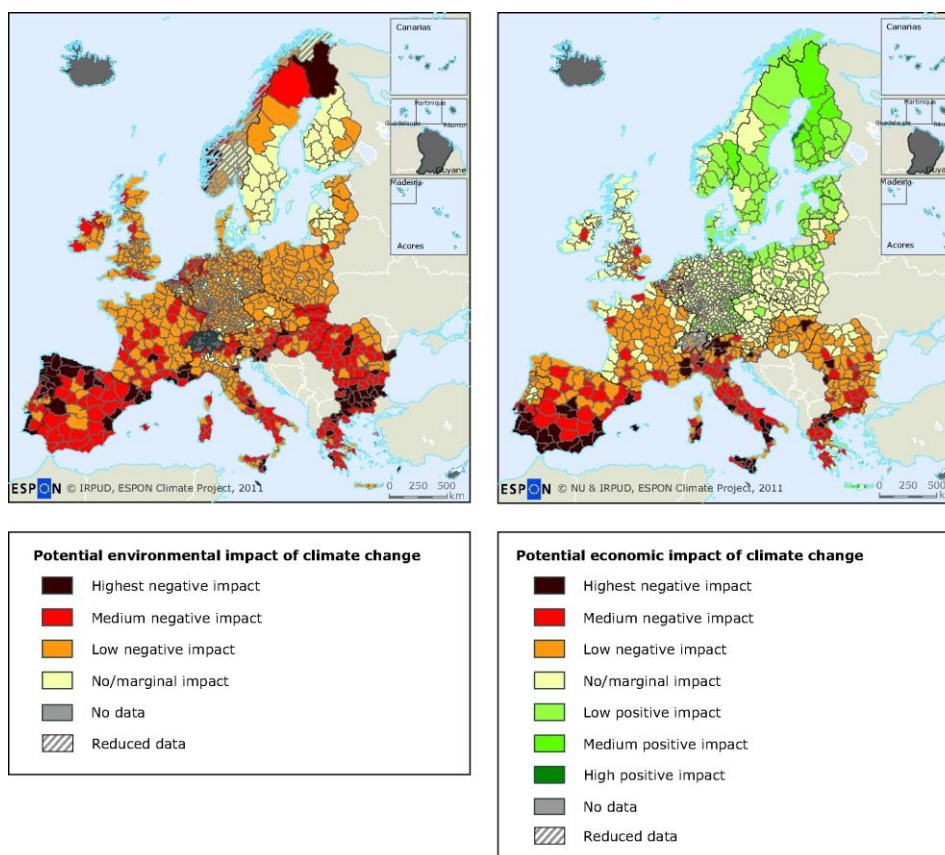 Canarias
Guadeloupe
Martinique
Réunion
Guyane
Madeira
Acores
ESPON © IRPUD, ESPON Climate Project, 2011
0 250 500
km
Canarias
Guadeloupe
Martinique
Madeira
Acores
ESPON © NU & IRPUD, ESPON Climate Project, 2011
0 250 500
Potential environmental impact of climate change
Highest negative impact
Medium negative impact
Low negative impact
No/marginal impact
No data
Reduced data
Potential economic impact of climate change
Highest negative impact
Medium negative impact
Low negative impact
No/marginal impact
Low positive impact
Medium positive impact
High positive impact
No data
Reduced data